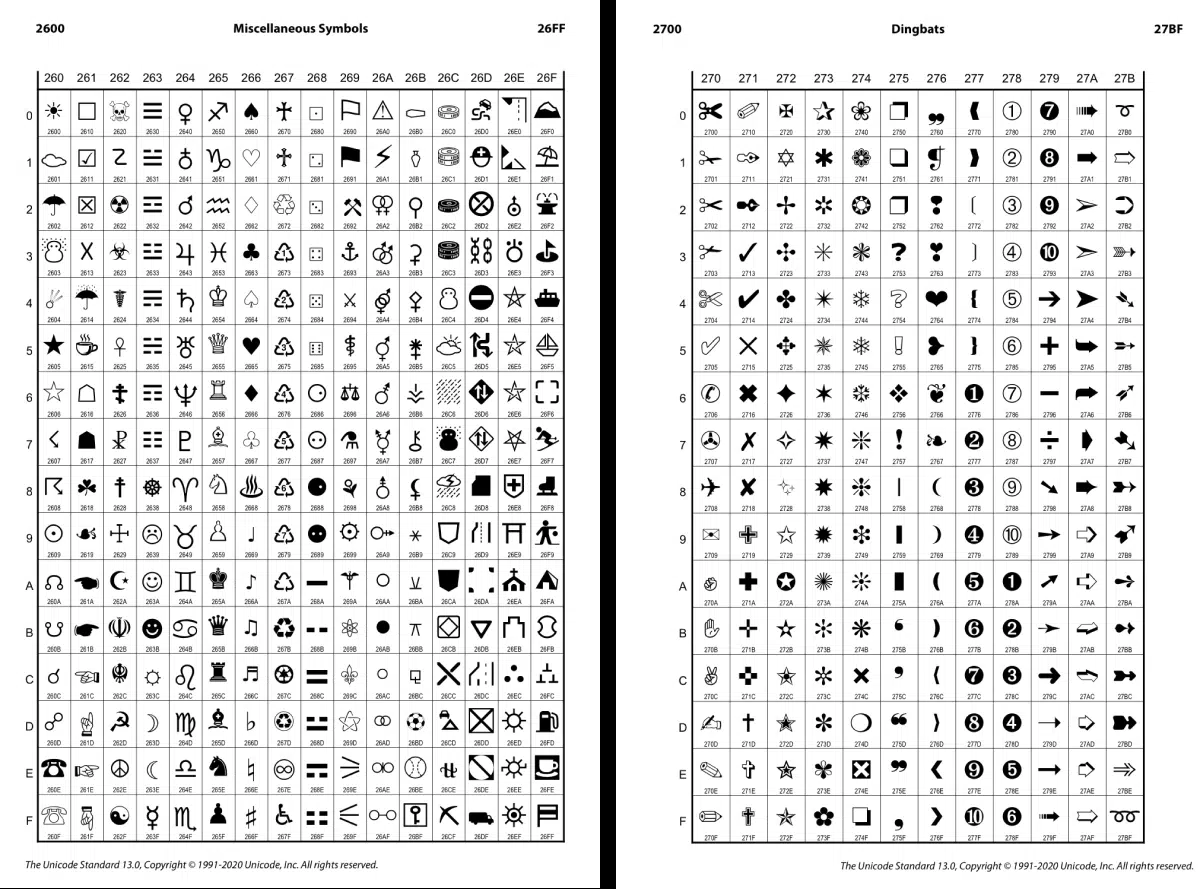 2600 Miscellaneous Symbols 26FF
260 261 262 263 264 265 266 267 268 269 26A 26B 26C 26D 26E 26F
0 ☀ ☐ ☠ ☰ ♀ ♐ ♠ ♰ ⚀ ⚐ ⚠ ⚰ ⛀ ⛐ ⛠ ⛰
2600 2610 2620 2630 2640 2650 2660 2670 2680 2690 26A0 26B0 26C0 26D0 26E0 26F0
1 ☁ ☑ ☡ ☱ ♁ ♑ ♡ ♱ ⚁ ⚑ ⚡ ⚱ ⛁ ⛑ ⛡ ⛱
2601 2611 2621 2631 2641 2651 2661 2671 2681 2691 26A1 26B1 26C1 26D1 26E1 26F1
2 ☂ ☒ ☢ ☲ ♂ ♒ ♢ ♲ ⚂ ⚒ ⚢ ⚲ ⛂ ⛒ ⛢ ⛲
2602 2612 2622 2632 2642 2652 2662 2672 2682 2692 26A2 26B2 26C2 26D2 26E2 26F2
3 ☃ ☓ ☣ ☳ ♃ ♓ ♣ ♳ ⚃ ⚓ ⚣ ⚳ ⛃ ⛓ ⛣ ⛳
2603 2613 2623 2633 2643 2653 2663 2673 2683 2693 26A3 26B3 26C3 26D3 26E3 26F3
4 ☄ ☔ ☤ ☴ ♄ ♔ ♤ ♴ ⚄ ⚔ ⚤ ⚴ ⛄ ⛔ ⛤ ⛴
2604 2614 2624 2634 2644 2654 2664 2674 2684 2694 26A4 26B4 26C4 26D4 26E4 26F4
5 ★ ☕ ☥ ☵ ♅ ♕ ♥ ♵ ⚅ ⚕ ⚥ ⚵ ⛅ ⛕ ⛥ ⛵
2605 2615 2625 2635 2645 2655 2665 2675 2685 2695 26A5 26B5 26C5 26D5 26E5 26F5
6 ☆ ☖ ☦ ☶ ♆ ♖ ♦ ♶ ⚆ ⚖ ⚦ ⚶ ⛆ ⛖ ⛦ ⛶
2606 2616 2626 2636 2646 2656 2666 2676 2686 2696 26A6 26B6 26C6 26D6 26E6 26F6
7 ☇ ☗ ☧ ☷ ♇ ♗ ♧ ♷ ⚇ ⚗ ⚧ ⚷ ⛇ ⛗ ⛧ ⛷
2607 2617 2627 2637 2647 2657 2667 2677 2687 2697 26A7 26B7 26C7 26D7 26E7 26F7
8 ☈ ☘ ☨ ☸ ♈ ♘ ♨ ♸ ⚈ ⚘ ⚨ ⚸ ⛈ ⛘ ⛨ ⛸
2608 2618 2628 2638 2648 2658 2668 2678 2688 2698 26A8 26B8 26C8 26D8 26E8 26F8
9 ☉ ☙ ☩ ☹ ♉ ♙ ♩ ♹ ⚉ ⚙ ⚩ ⚹ ⛉ ⛙ ⛩ ⛹
2609 2619 2629 2639 2649 2659 2669 2679 2689 2699 26A9 26B9 26C9 26D9 26E9 26F9
A ☊ ☚ ☪ ☺ ♊ ♚ ♪ ♺ ⚊ ⚚ ⚪ ⚺ ⛊ ⛚ ⛪ ⛺
260A 261A 262A 263A 264A 265A 266A 267A 268A 269A 26AA 26BA 26CA 26DA 26EA 26FA
B ☋ ☛ ☫ ☻ ♋ ♛ ♫ ♻ ⚋ ⚛ ⚫ ⚻ ⛋ ⛛ ⛫ ⛻
260B 261B 262B 263B 264B 265B 266B 267B 268B 269B 26AB 26BB 26CB 26DB 26EB 26FB
C ☌ ☜ ☬ ☼ ♌ ♜ ♬ ♼ ⚌ ⚜ ⚬ ⚼ ⛌ ⛜ ⛬ ⛼
260C 261C 262C 263C 264C 265C 266C 267C 268C 269C 26AC 26BC 26CC 26DC 26EC 26FC
D ☍ ☝ ☭ ☽ ♍ ♝ ♭ ♽ ⚍ ⚝ ⚭ ⚽ ⛍ ⛝ ⛭ ⛽
260D 261D 262D 263D 264D 265D 266D 267D 268D 269D 26AD 26BD 26CD 26DD 26ED 26FD
E ☎ ☞ ☮ ☾ ♎ ♞ ♮ ♾ ⚎ ⚞ ⚮ ⚾ ⛎ ⛞ ⛮ ⛾
260E 261E 262E 263E 264E 265E 266E 267E 268E 269E 26AE 26BE 26CE 26DE 26EE 26FE
F ☏ ☟ ☯ ☿ ♏ ♟ ♯ ♿ ⚏ ⚟ ⚯ ⚿ ⛏ ⛟ ⛯ ⛿
260F 261F 262F 263F 264F 265F 266F 267F 268F 269F 26AF 26BF 26CF 26DF 26EF 26FF
The Unicode Standard 13.0, Copyright © 1991-2020 Unicode, Inc. All rights reserved.
2700 Dingbats 27BF
270 271 272 273 274 275 276 277 278 279 27A 27B
0 ✀ ✐ ✠ ✰ ❀ ❐ ❠ ❰ ➀ ➐ ➠ ➰
2700 2710 2720 2730 2740 2750 2760 2770 2780 2790 27A0 27B0
1 ✁ ✑ ✡ ✱ ❁ ❑ ❡ ❱ ➁ ➑ ➡ ➱
2701 2711 2721 2731 2741 2751 2761 2771 2781 2791 27A1 27B1
2 ✂ ✒ ✢ ✲ ❂ ❒ ❢ ❲ ➂ ➒ ➢ ➲
2702 2712 2722 2732 2742 2752 2762 2772 2782 2792 27A2 27B2
3 ✃ ✓ ✣ ✳ ❃ ❓ ❣ ❳ ➃ ➓ ➣ ➳
2703 2713 2723 2733 2743 2753 2763 2773 2783 2793 27A3 27B3
4 ✄ ✔ ✤ ✴ ❄ ❔ ❤ ❴ ➄ ➔ ➤ ➴
2704 2714 2724 2734 2744 2754 2764 2774 2784 2794 27A4 27B4
5 ✅ ✕ ✥ ✵ ❅ ❕ ❥ ❵ ➅ ➕ ➥ ➵
2705 2715 2725 2735 2745 2755 2765 2775 2785 2795 27A5 27B5
6 ✆ ✖ ✦ ✶ ❆ ❖ ❦ ❶ ➆ ➖ ➦ ➶
2706 2716 2726 2736 2746 2756 2766 2776 2786 2796 27A6 27B6
7 ✇ ✗ ✧ ✷ ❇ ❗ ❧ ❷ ➇ ➗ ➧ ➷
2707 2717 2727 2737 2747 2757 2767 2777 2787 2797 27A7 27B7
8 ✈ ✘ ✨ ✸ ❈ ❘ ❨ ❸ ➈ ➘ ➨ ➸
2708 2718 2728 2738 2748 2758 2768 2778 2788 2798 27A8 27B8
9 ✉ ✙ ✩ ✹ ❉ ❙ ❩ ❹ ➉ ➙ ➩ ➹
2709 2719 2729 2739 2749 2759 2769 2779 2789 2799 27A9 27B9
A ✊ ✚ ✪ ✺ ❊ ❚ ❪ ❺ ➊ ➚ ➪ ➺
270A 271A 272A 273A 274A 275A 276A 277A 278A 279A 27AA 27BA
B ✋ ✛ ✫ ✻ ❋ ❛ ❫ ❻ ➋ ➛ ➫ ➻
270B 271B 272B 273B 274B 275B 276B 277B 278B 279B 27AB 27BB
C ✌ ✜ ✬ ✼ ❌ ❜ ❬ ❼ ➌ ➜ ➬ ➼
270C 271C 272C 273C 274C 275C 276C 277C 278C 279C 27AC 27BC
D ✍ ✝ ✭ ✽ ❍ ❝ ❭ ❽ ➍ ➝ ➭ ➽
270D 271D 272D 273D 274D 275D 276D 277D 278D 279D 27AD 27BD
E ✎ ✞ ✮ ✾ ❎ ❞ ❮ ❾ ➎ ➞ ➮ ➾
270E 271E 272E 273E 274E 275E 276E 277E 278E 279E 27AE 27BE
F ✏ ✟ ✯ ✿ ❏ ❟ ❯ ❿ ➏ ➟ ➯ ➿
270F 271F 272F 273F 274F 275F 276F 277F 278F 279F 27AF 27BF
The Unicode Standard 13.0, Copyright © 1991-2020 Unicode, Inc. All rights reserved.